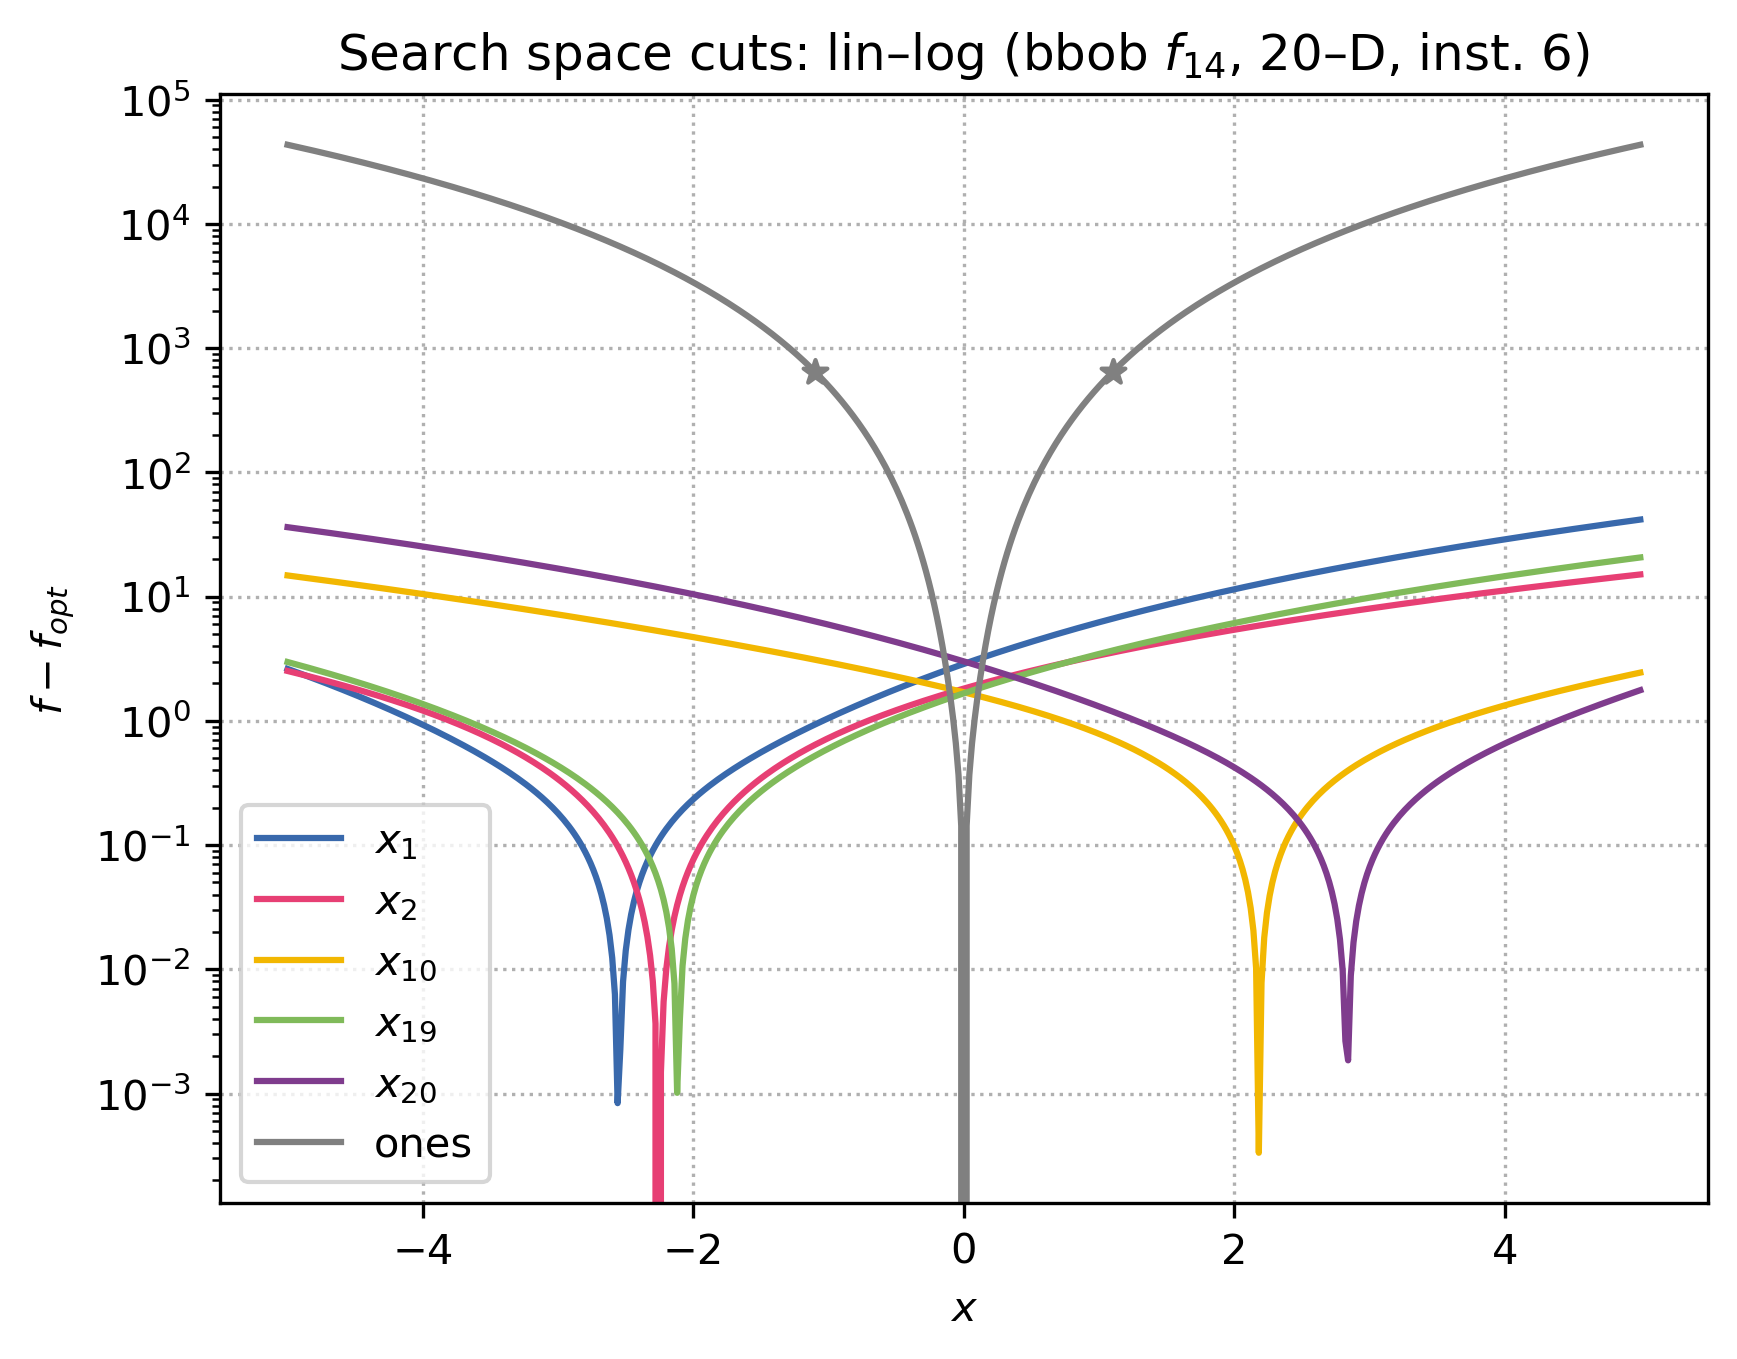 Search space cuts: lin–log (bbob f14, 20–D, inst. 6)
10^5
10^4
10^3
10^2
10^1
10^0
10^−1
10^−2
10^−3
f − f_opt
x1
x2
x10
x19
x20
ones
−4
−2
0
2
4
x